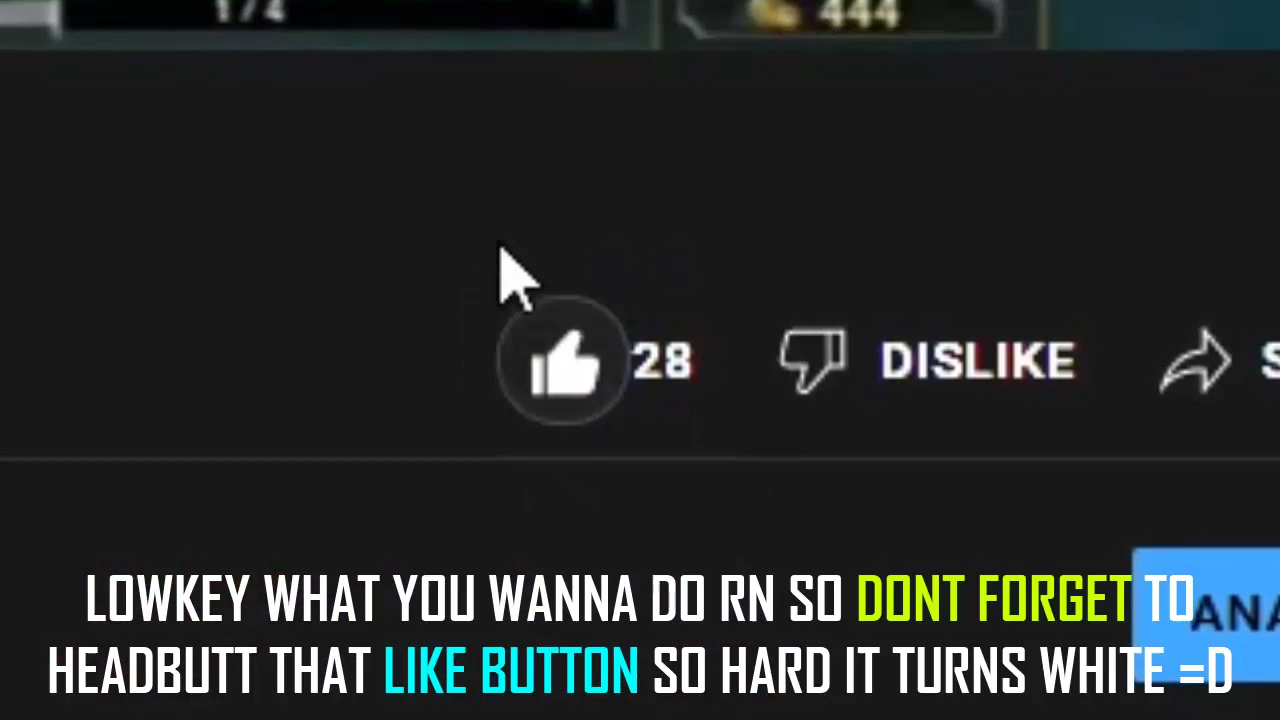 174
444
28 DISLIKE S
ANA
LOWKEY WHAT YOU WANNA DO RN SO DONT FORGET TO
HEADBUTT THAT LIKE BUTTON SO HARD IT TURNS WHITE =D